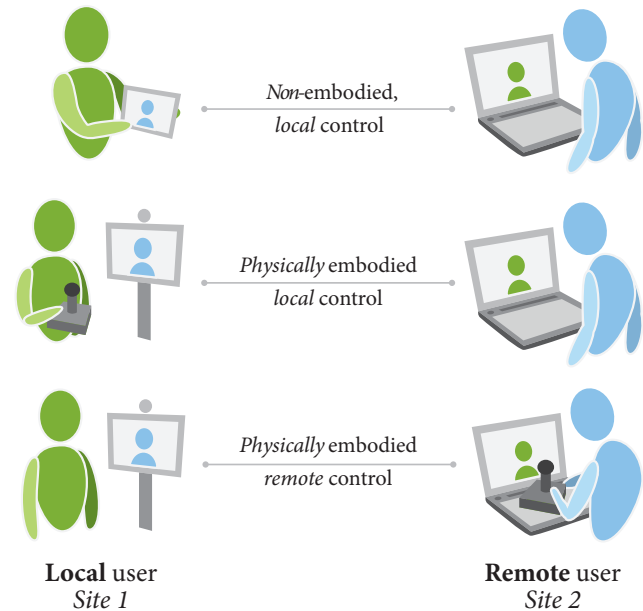 Non-embodied,
local control
Physically embodied
local control
Physically embodied
remote control
Local user
Site 1
Remote user
Site 2